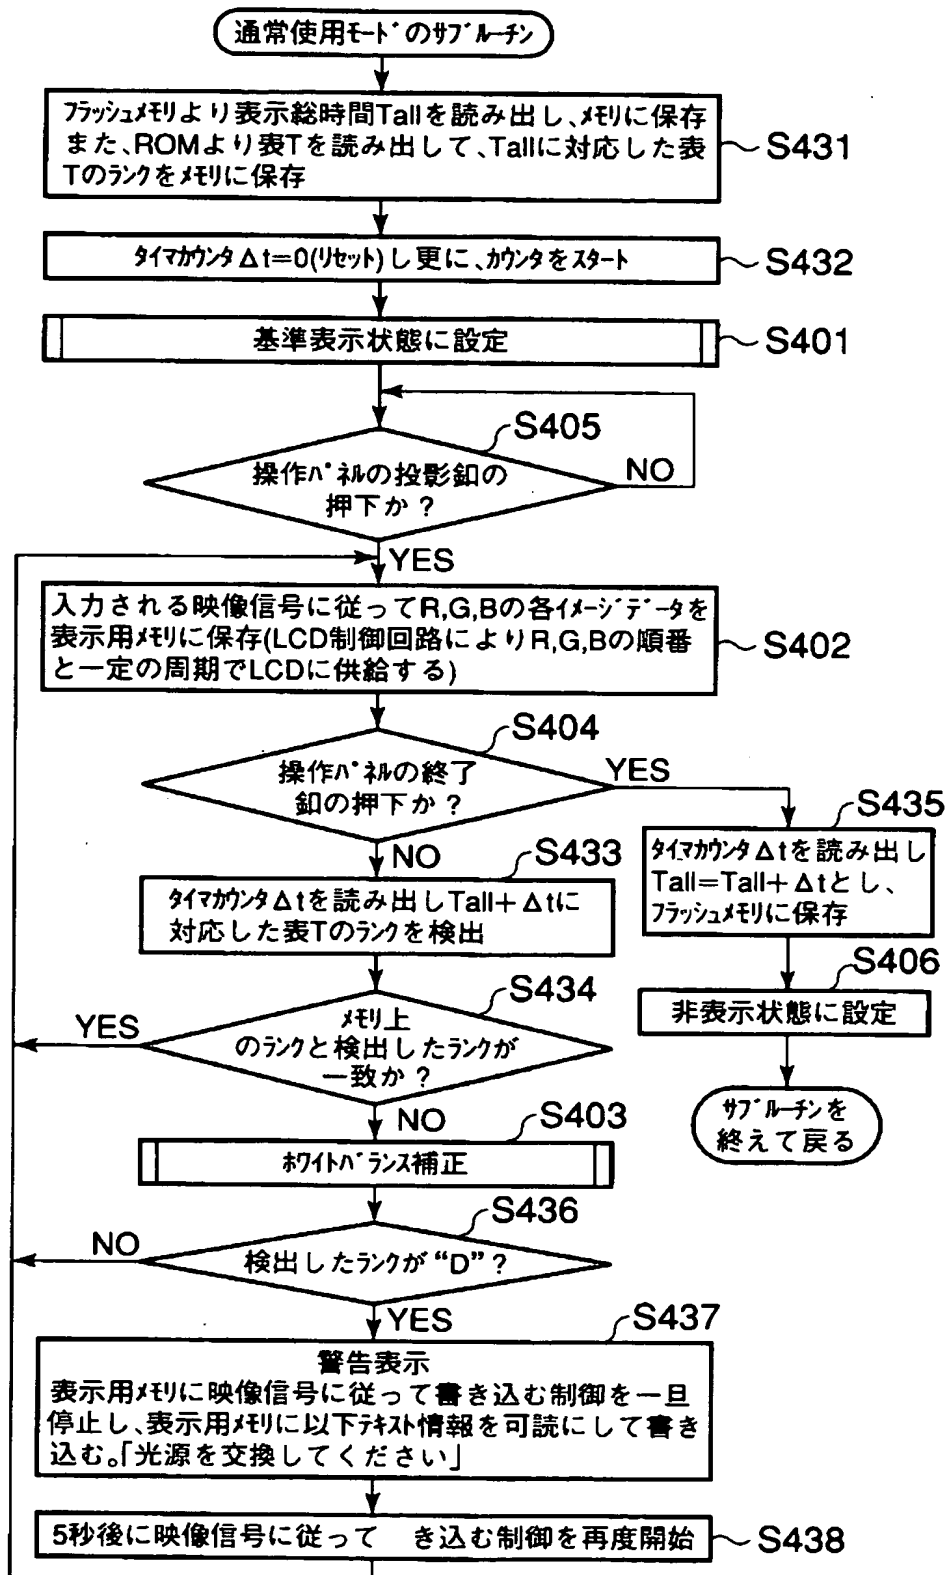 通常使用モードのサブルーチン
フラッシュメモリより表示総時間Tallを読み出し、メモリに保存
また、ROMより表Tを読み出して、Tallに対応した表
Tのランクをメモリに保存
S431
タイマカウンタΔt=0(リセット)し更に、カウンタをスタート
S432
基準表示状態に設定
S401
S405
操作パネルの投影釦の
押下か?
NO
YES
入力される映像信号に従ってR,G,Bの各イメージデータを
表示用メモリに保存(LCD制御回路によりR,G,Bの順番
と一定の周期でLCDに供給する)
S402
S404
操作パネルの終了
釦の押下か?
YES
NO
S435
タイマカウンタΔtを読み出し
Tall=Tall+Δtとし、
フラッシュメモリに保存
S433
タイマカウンタΔtを読み出しTall+Δtに
対応した表Tのランクを検出
S406
非表示状態に設定
S434
メモリ上
のランクと検出したランクが
一致か?
YES
NO
サブルーチンを
終えて戻る
S403
ホワイトバランス補正
S436
検出したランクが“D”?
NO
YES
S437
警告表示
表示用メモリに映像信号に従って書き込む制御を一旦
停止し、表示用メモリに以下テキスト情報を可読にして書き
込む。「光源を交換してください」
5秒後に映像信号に従って き込む制御を再度開始
S438